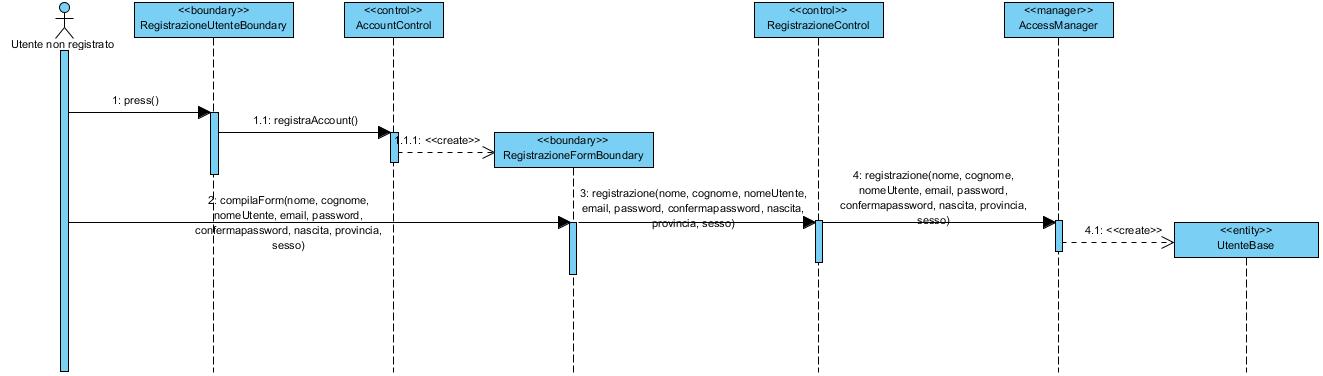 <<boundary>>
RegistrazioneUtenteBoundary
<<control>>
AccountControl
<<control>>
RegistrazioneControl
<<manager>>
AccessManager
Utente non registrato
1: press()
1.1: registraAccount()
1.1.1: <<create>>
<<boundary>>
RegistrazioneFormBoundary
2: compilaForm(nome, cognome,
nomeUtente, email, password,
confermapassword, nascita, provincia,
sesso)
3: registrazione(nome, cognome, nomeUtente,
email, password, confermapassword, nascita,
provincia, sesso)
4: registrazione(nome, cognome,
nomeUtente, email, password,
confermapassword, nascita, provincia,
sesso)
4.1: <<create>>
<<entity>>
UtenteBase